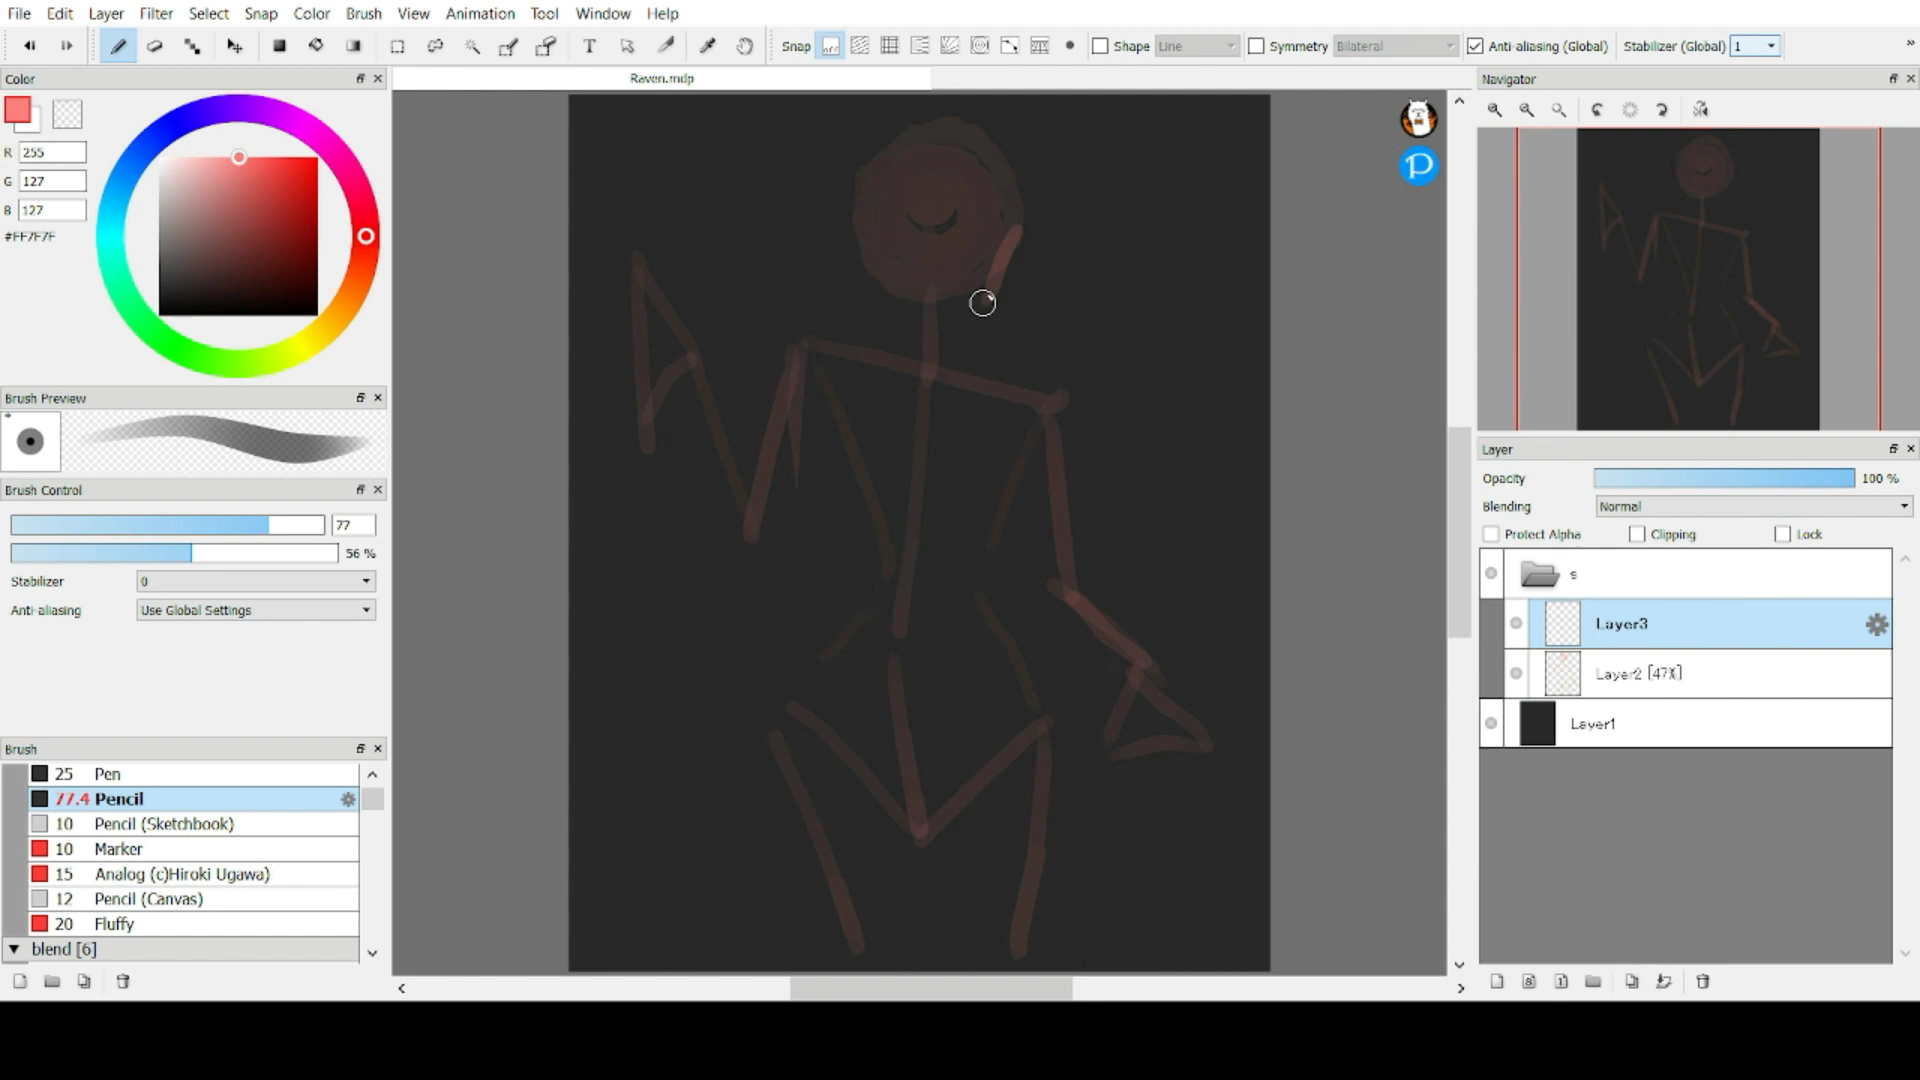 File Edit Layer Filter Select Snap Color Brush View Animation Tool Window Help
T Snap off Shape Line Symmetry Bilateral Anti-aliasing (Global) Stabilizer (Global) 1 »
Color
Raven.mdp
Navigator
R 255
G 127
B 127
#FF7F7F
P
Brush Preview
Brush Control
77
56 %
Stabilizer 0
Anti-aliasing Use Global Settings
Layer
Opacity 100 %
Blending Normal
Protect Alpha Clipping Lock
s
Layer3
Layer2 [47%]
Layer1
Brush
25 Pen
77.4 Pencil
10 Pencil (Sketchbook)
10 Marker
15 Analog (c)Hiroki Ugawa)
12 Pencil (Canvas)
20 Fluffy
blend [6]